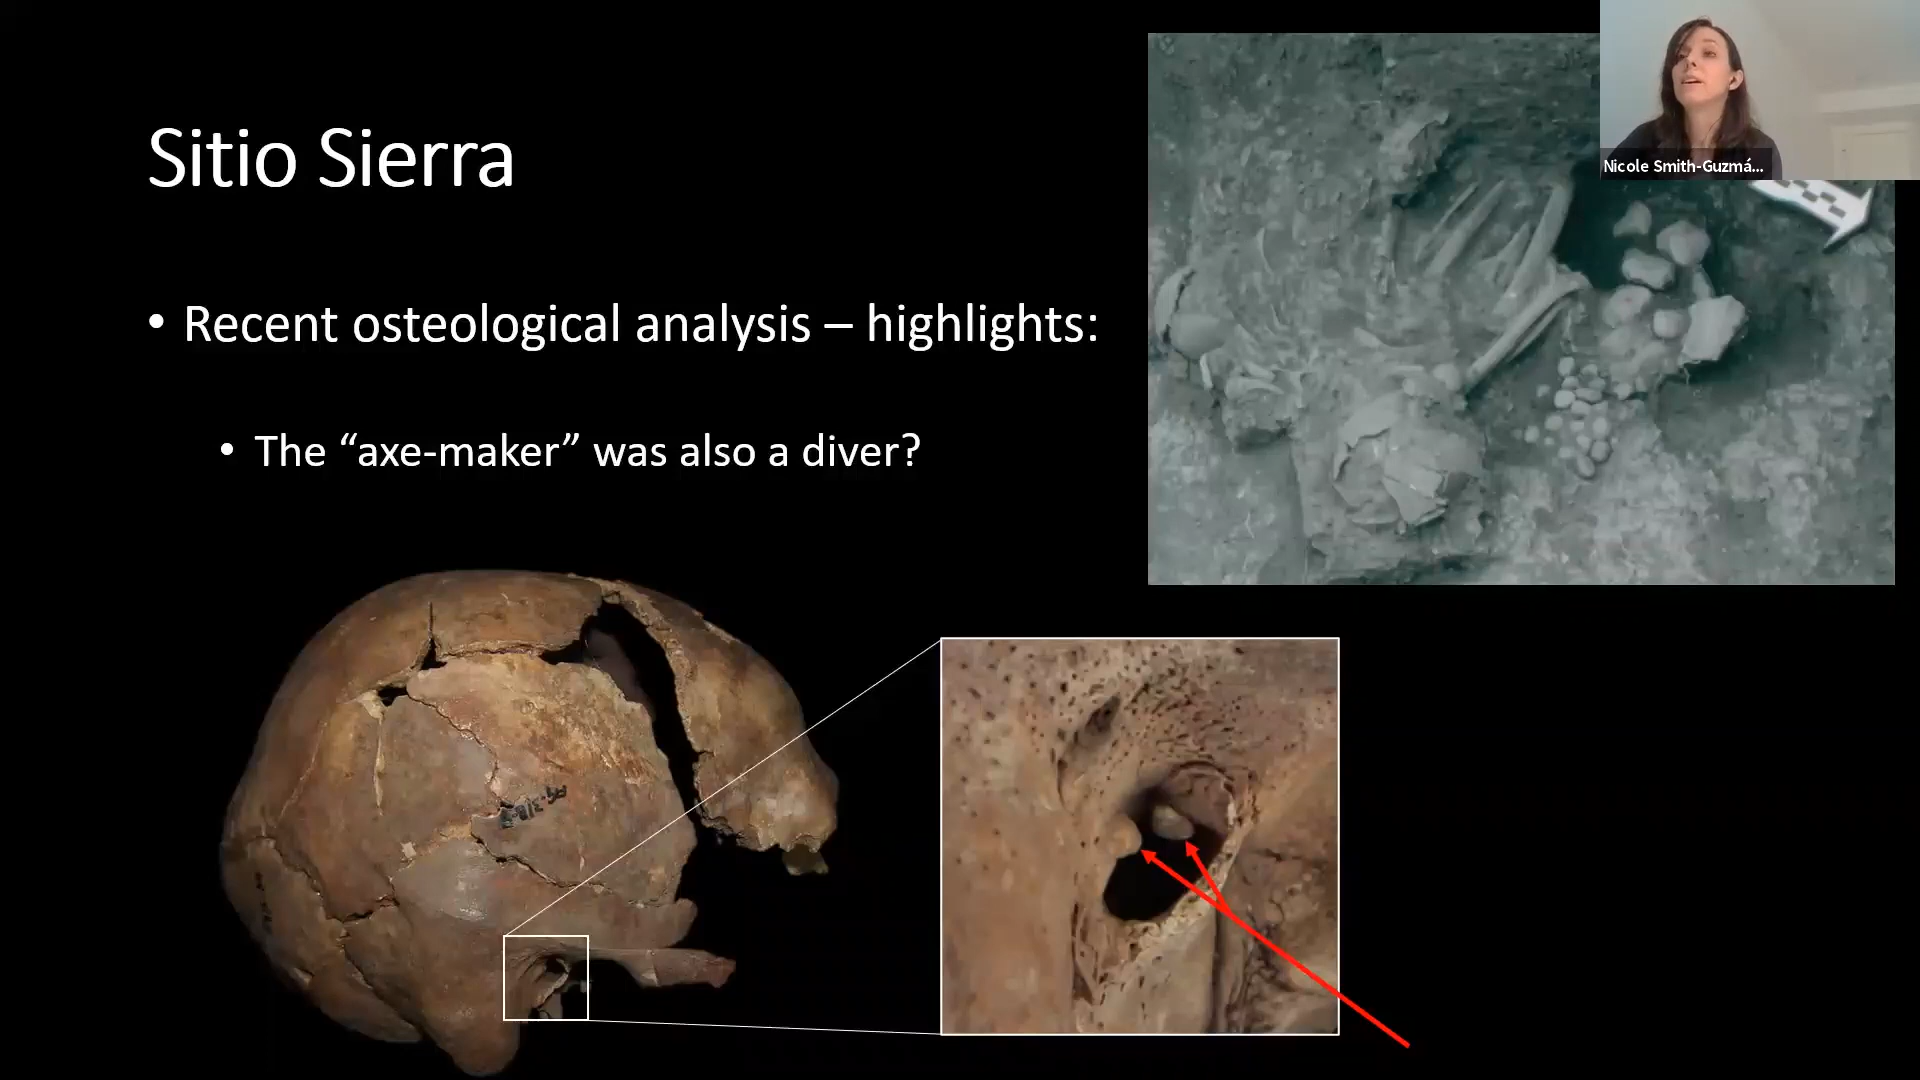 Sitio Sierra
• Recent osteological analysis – highlights:
• The “axe-maker” was also a diver?
Nicole Smith-Guzmá...